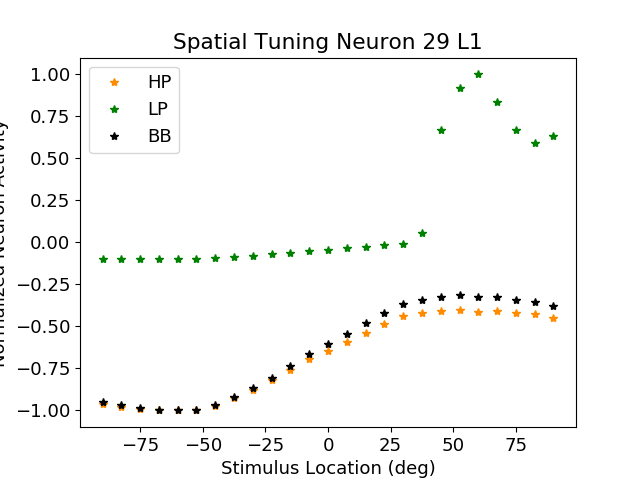 Spatial Tuning Neuron 29 L1
1.00
0.75
0.50
0.25
0.00
−0.25
−0.50
−0.75
−1.00
HP
LP
BB
Normalized Neuron Activity
−75 −50 −25 0 25 50 75
Stimulus Location (deg)